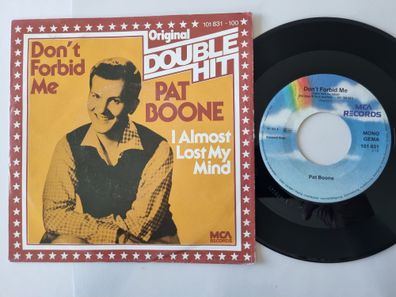 101 831 - 100
Original
DOUBLE
HIT
Don't
Forbid
Me
PAT
BOONE
I Almost
Lost My
Mind
MCA
RECORDS
Don't Forbid Me
MCA
RECORDS
MONO
GEMA
101 831
Pat Boone